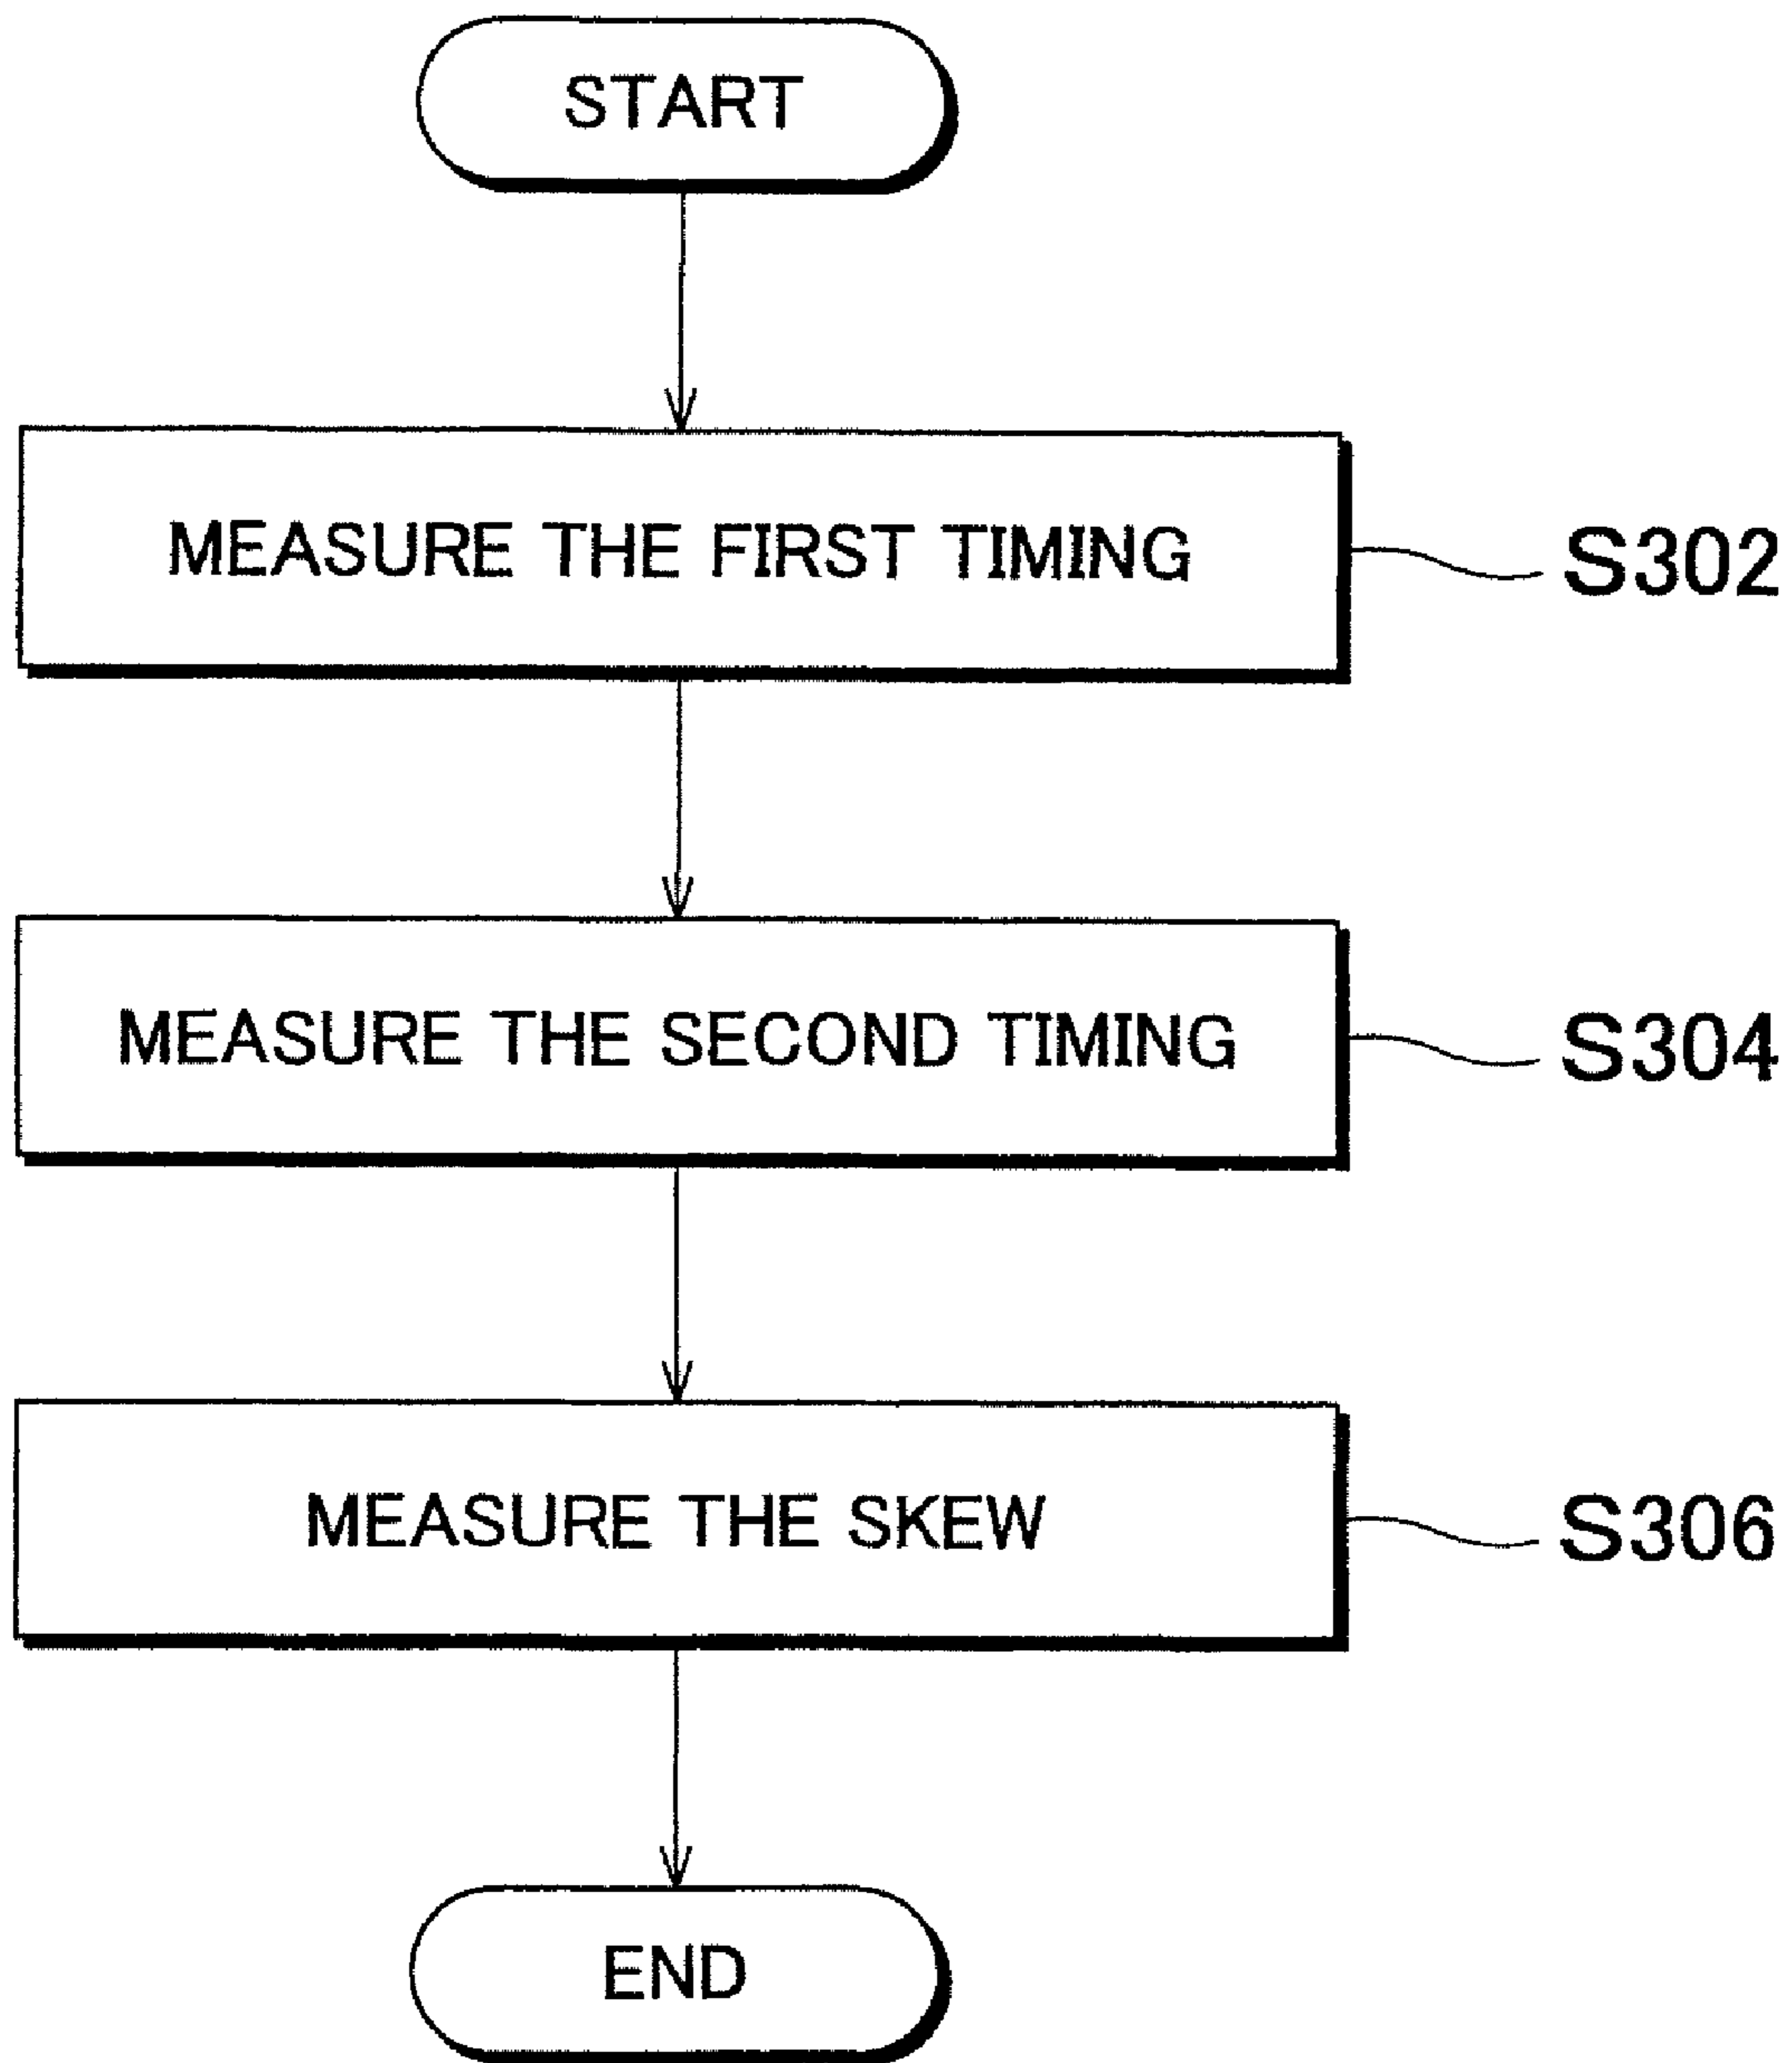 START
MEASURE THE FIRST TIMING
S302
MEASURE THE SECOND TIMING
S304
MEASURE THE SKEW
S306
END